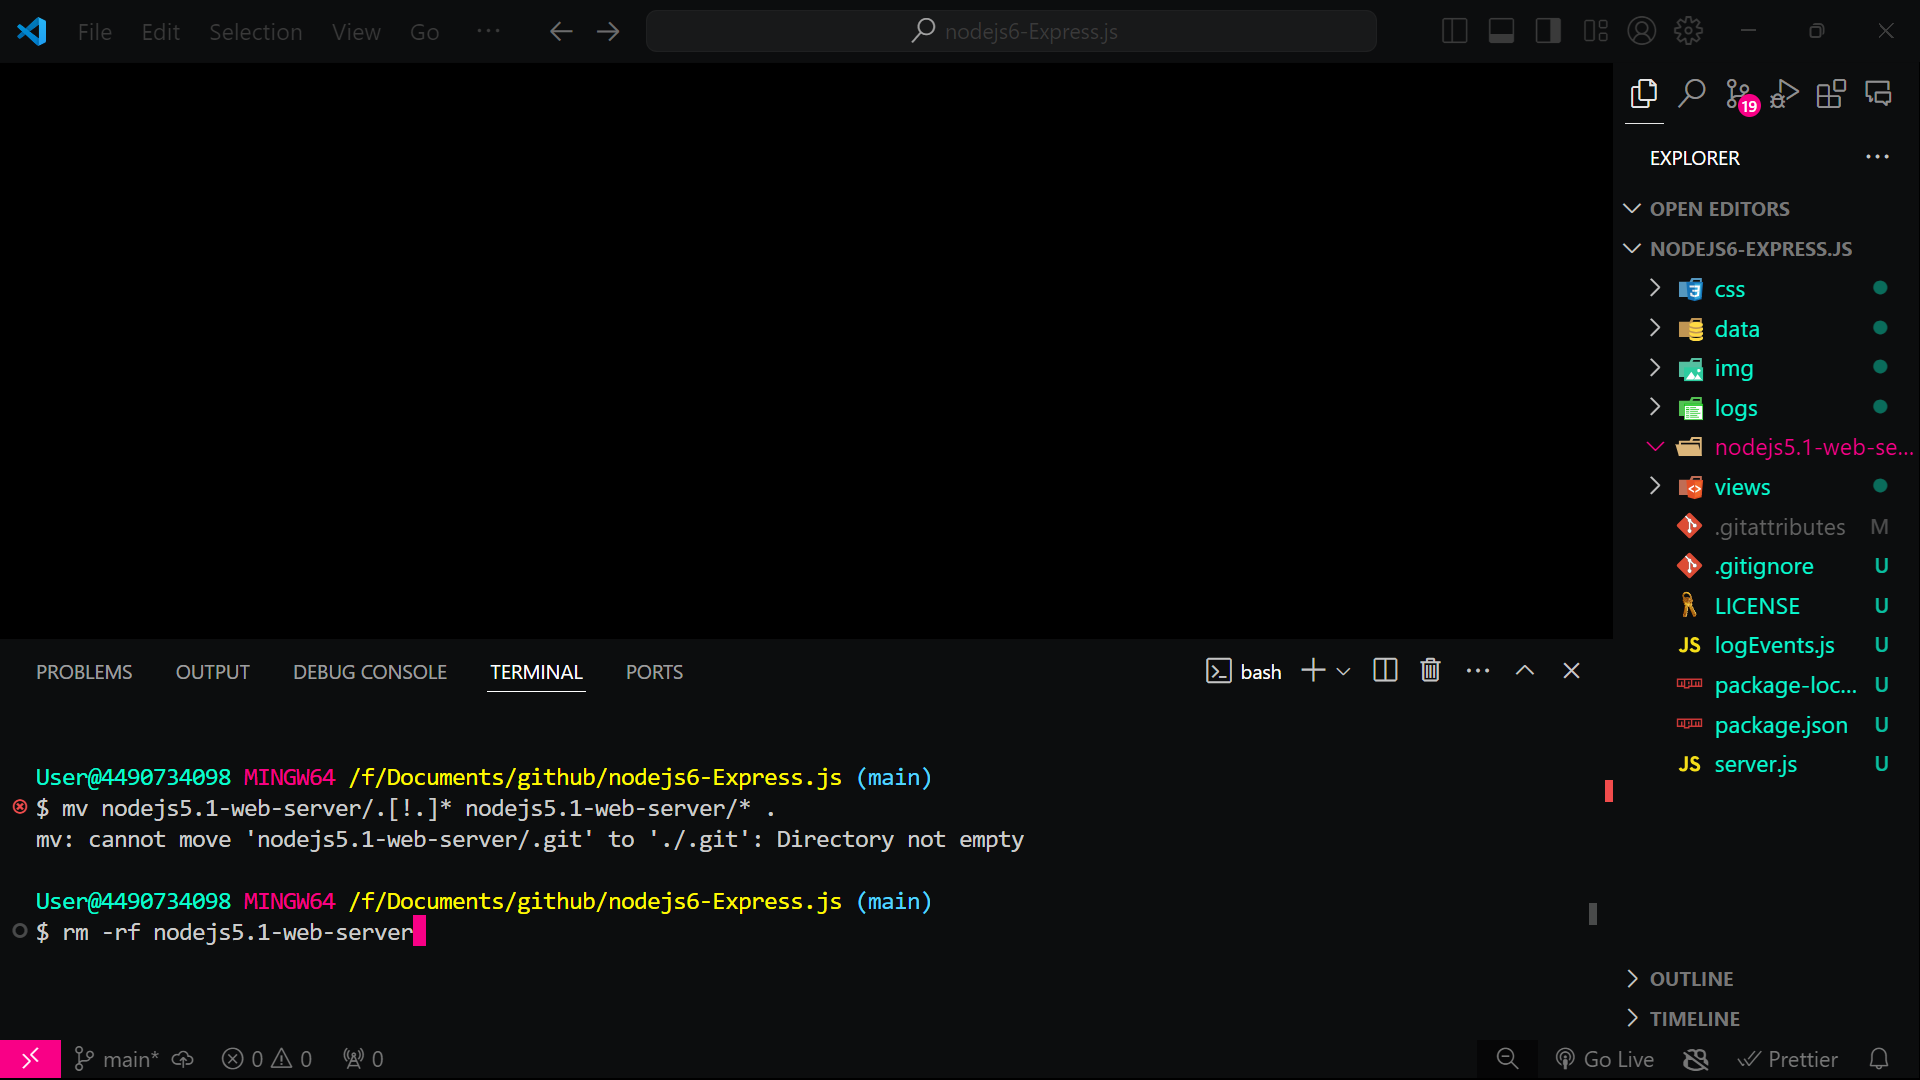 File Edit Selection View Go ··· nodejs6-Express.js
19
EXPLORER
OPEN EDITORS
NODEJS6-EXPRESS.JS
css
data
img
logs
nodejs5.1-web-se...
views
.gitattributes M
.gitignore U
LICENSE U
JS logEvents.js U
package-loc... U
package.json U
JS server.js U
OUTLINE
TIMELINE
PROBLEMS OUTPUT DEBUG CONSOLE TERMINAL PORTS bash
User@4490734098 MINGW64 /f/Documents/github/nodejs6-Express.js (main)
$ mv nodejs5.1-web-server/.[!.]* nodejs5.1-web-server/* .
mv: cannot move 'nodejs5.1-web-server/.git' to './.git': Directory not empty
User@4490734098 MINGW64 /f/Documents/github/nodejs6-Express.js (main)
$ rm -rf nodejs5.1-web-server
main* 0 0 0 Go Live Prettier